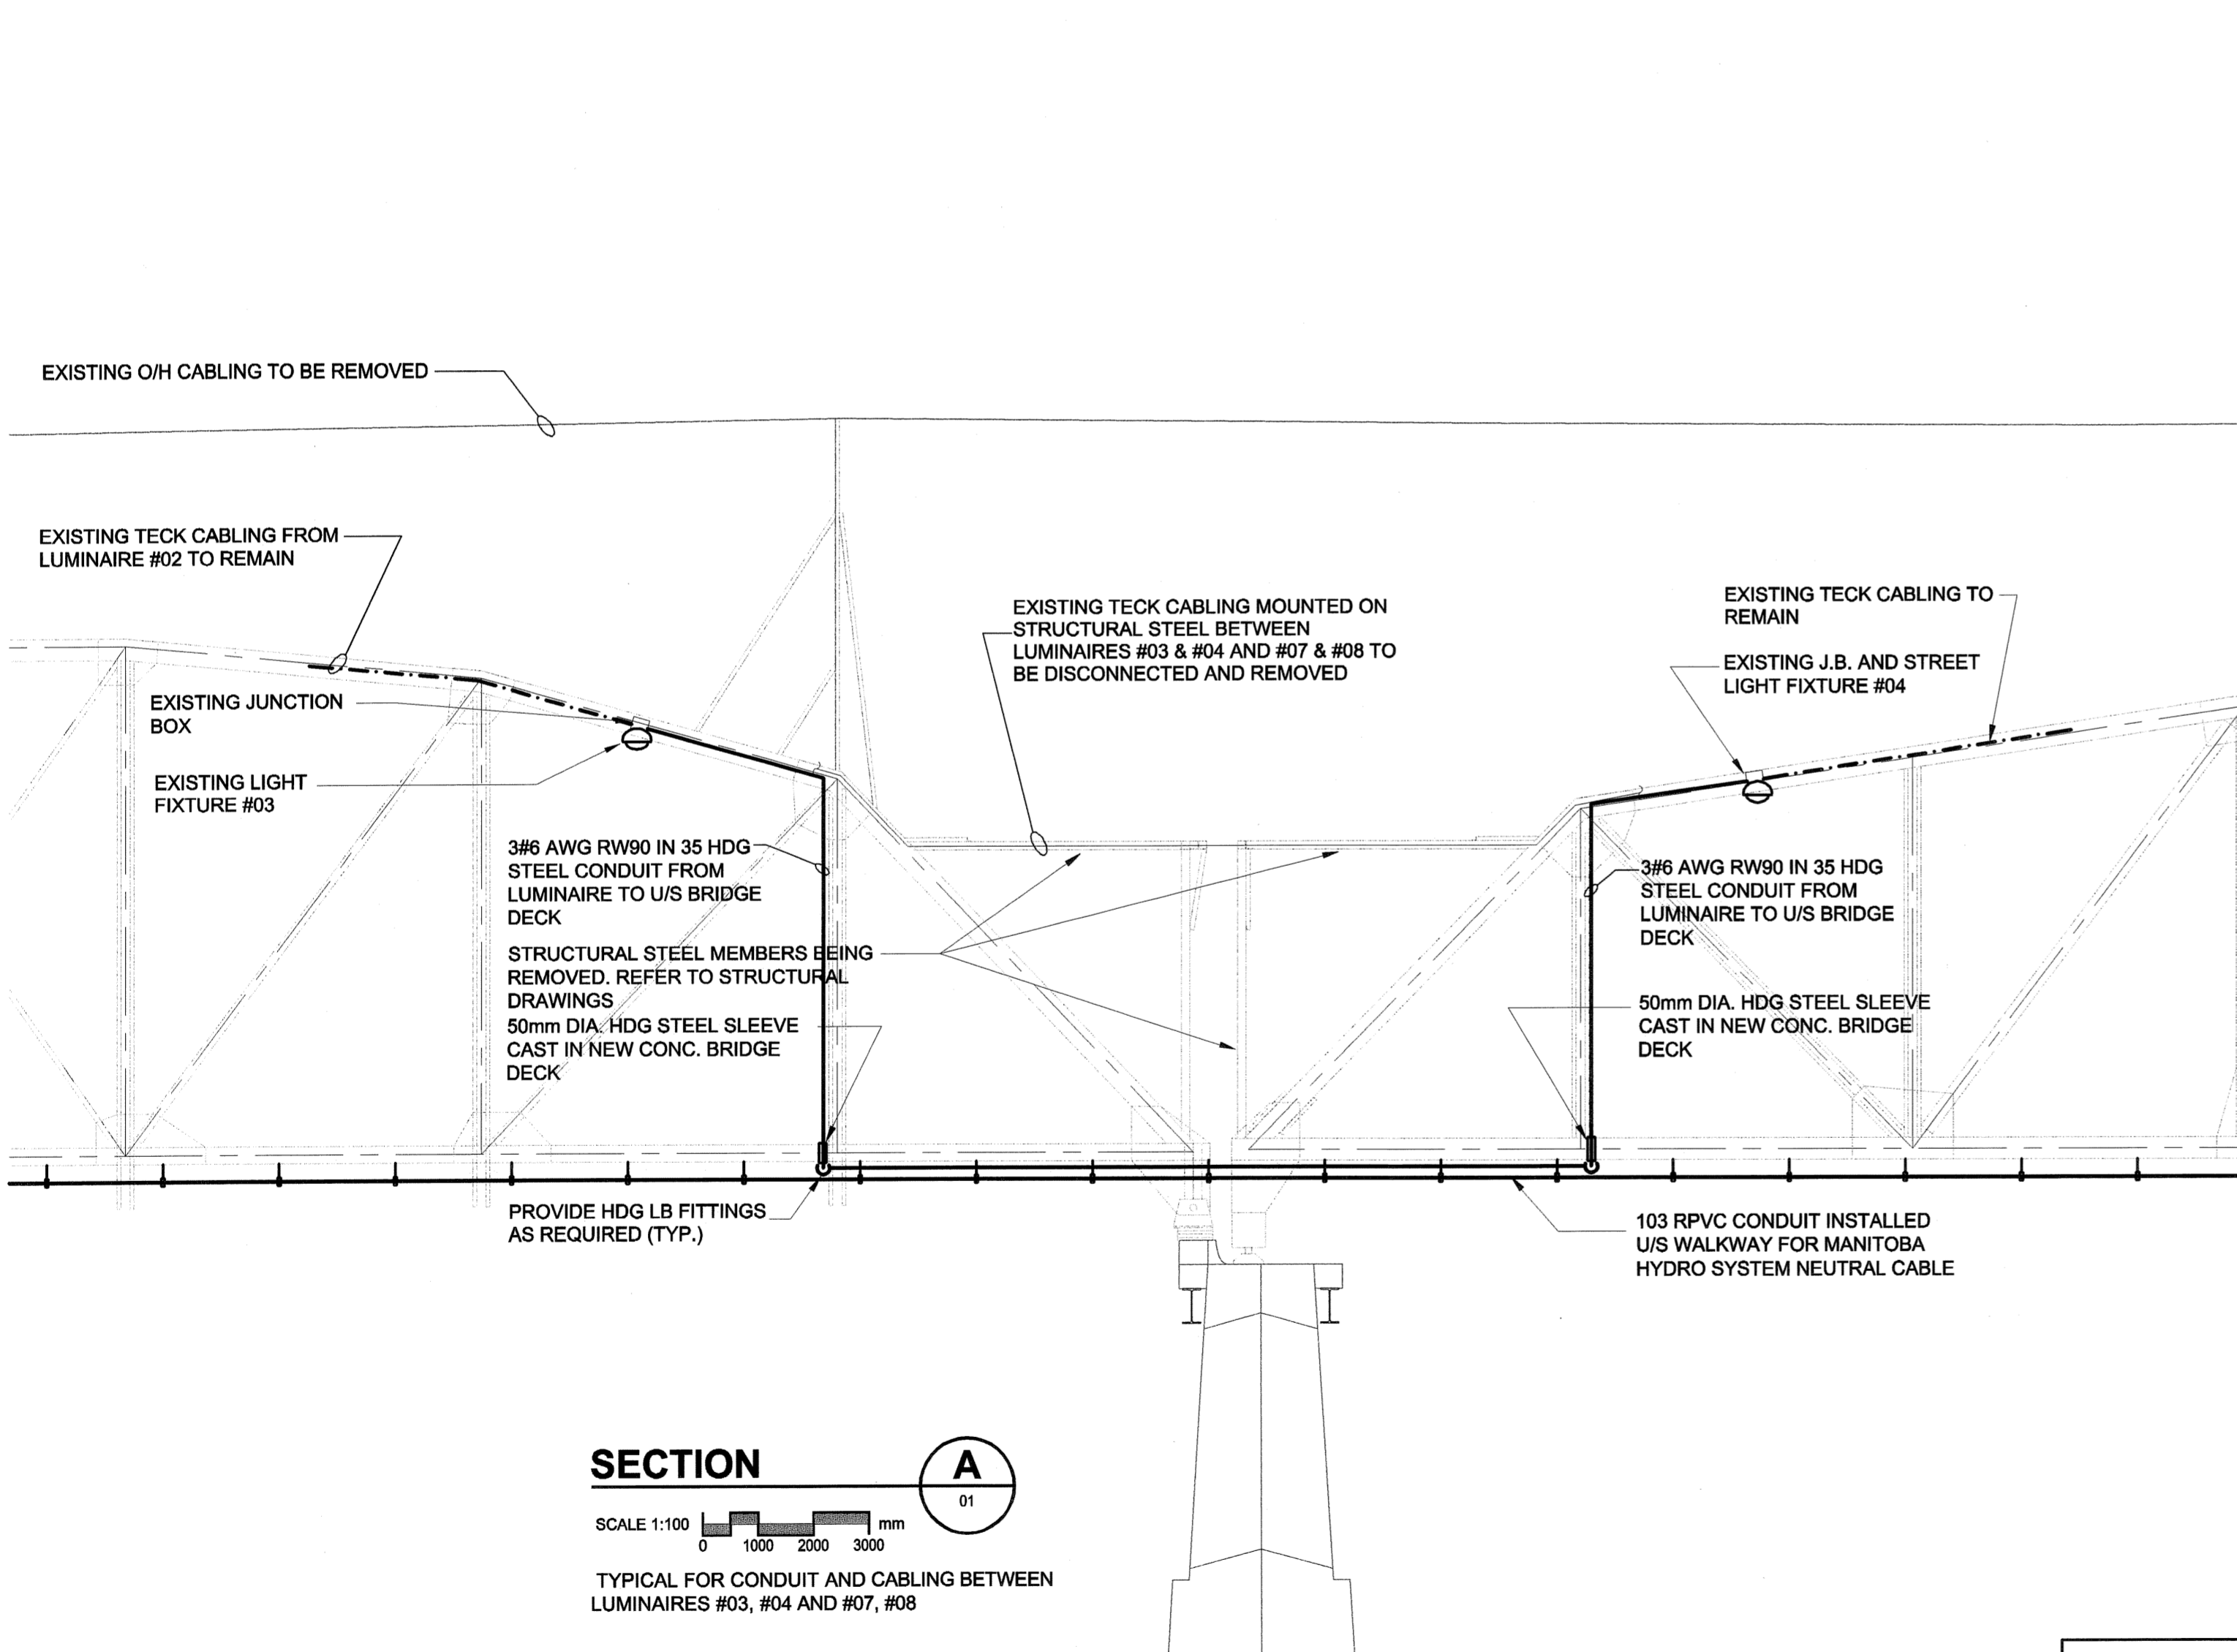 EXISTING O/H CABLING TO BE REMOVED
EXISTING TECK CABLING FROM
LUMINAIRE #02 TO REMAIN
EXISTING JUNCTION
BOX
EXISTING LIGHT
FIXTURE #03
EXISTING TECK CABLING MOUNTED ON
STRUCTURAL STEEL BETWEEN
LUMINAIRES #03 & #04 AND #07 & #08 TO
BE DISCONNECTED AND REMOVED
EXISTING TECK CABLING TO
REMAIN
EXISTING J.B. AND STREET
LIGHT FIXTURE #04
3#6 AWG RW90 IN 35 HDG
STEEL CONDUIT FROM
LUMINAIRE TO U/S BRIDGE
DECK
STRUCTURAL STEEL MEMBERS BEING
REMOVED. REFER TO STRUCTURAL
DRAWINGS
50mm DIA. HDG STEEL SLEEVE
CAST IN NEW CONC. BRIDGE
DECK
3#6 AWG RW90 IN 35 HDG
STEEL CONDUIT FROM
LUMINAIRE TO U/S BRIDGE
DECK
50mm DIA. HDG STEEL SLEEVE
CAST IN NEW CONC. BRIDGE
DECK
PROVIDE HDG LB FITTINGS
AS REQUIRED (TYP.)
103 RPVC CONDUIT INSTALLED
U/S WALKWAY FOR MANITOBA
HYDRO SYSTEM NEUTRAL CABLE
SECTION
A
01
SCALE 1:100
mm
0 1000 2000 3000
TYPICAL FOR CONDUIT AND CABLING BETWEEN
LUMINAIRES #03, #04 AND #07, #08